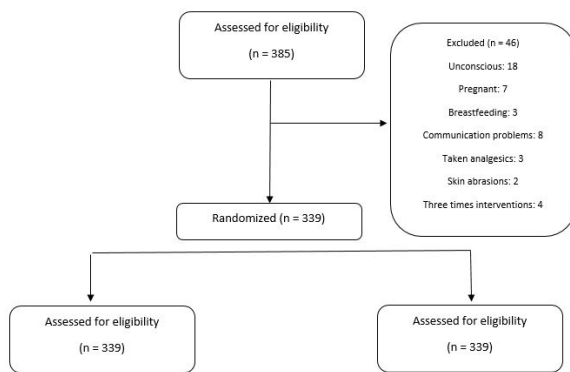 Assessed for eligibility
(n = 385)
Excluded (n = 46)
Unconscious: 18
Pregnant: 7
Breastfeeding: 3
Communication problems: 8
Taken analgesics: 3
Skin abrasions: 2
Three times interventions: 4
Randomized (n = 339)
Assessed for eligibility
(n = 339)
Assessed for eligibility
(n = 339)